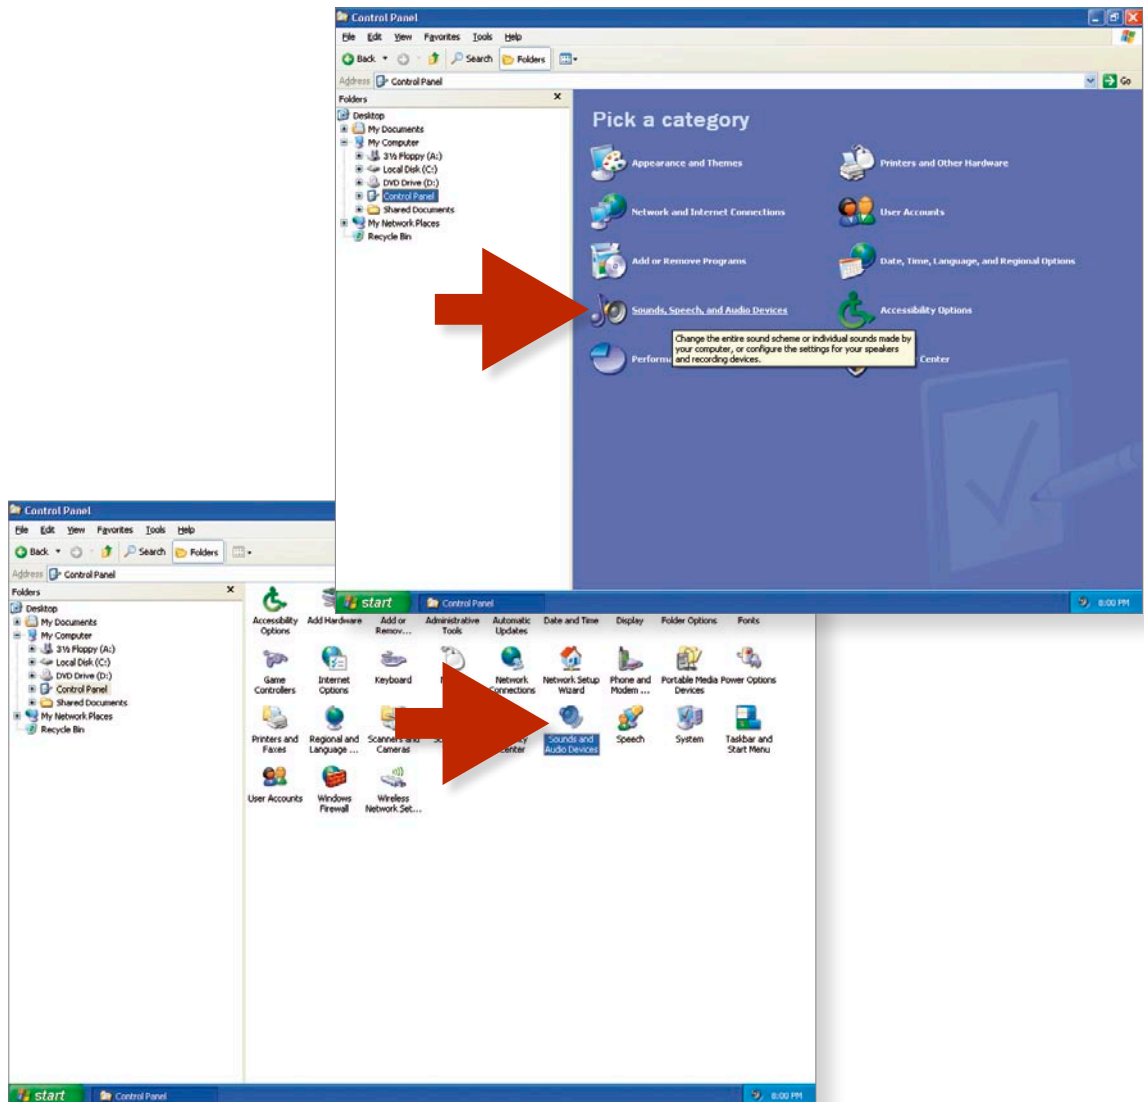 Control Panel
File Edit View Favorites Tools Help
Back Search Folders
Address Control Panel Go
Folders x
Desktop
My Documents
My Computer
3½ Floppy (A:)
Local Disk (C:)
DVD Drive (D:)
Control Panel
Shared Documents
My Network Places
Recycle Bin
Pick a category
Appearance and Themes
Printers and Other Hardware
Network and Internet Connections
User Accounts
Add or Remove Programs
Date, Time, Language, and Regional Options
Sounds, Speech, and Audio Devices
Accessibility Options
Change the entire sound scheme or individual sounds made by
your computer, or configure the settings for your speakers
and recording devices.
Center
start Control Panel 8:00 PM
Control Panel
File Edit View Favorites Tools Help
Back Search Folders
Address Control Panel
Folders x
Desktop
My Documents
My Computer
3½ Floppy (A:)
Local Disk (C:)
DVD Drive (D:)
Control Panel
Shared Documents
My Network Places
Recycle Bin
Accessibility Add Hardware Add or Administrative Automatic Date and Time Display Folder Options Fonts
Options Remov... Tools Updates
Game Internet Keyboard Network Network Setup Phone and Portable Media Power Options
Controllers Options Connections Wizard Modem ... Devices
Printers and Regional and Scanners and Sounds and Speech System Taskbar and
Faxes Language ... Cameras Center Audio Devices Start Menu
User Accounts Windows Wireless
Firewall Network Set...
start Control Panel 8:00 PM